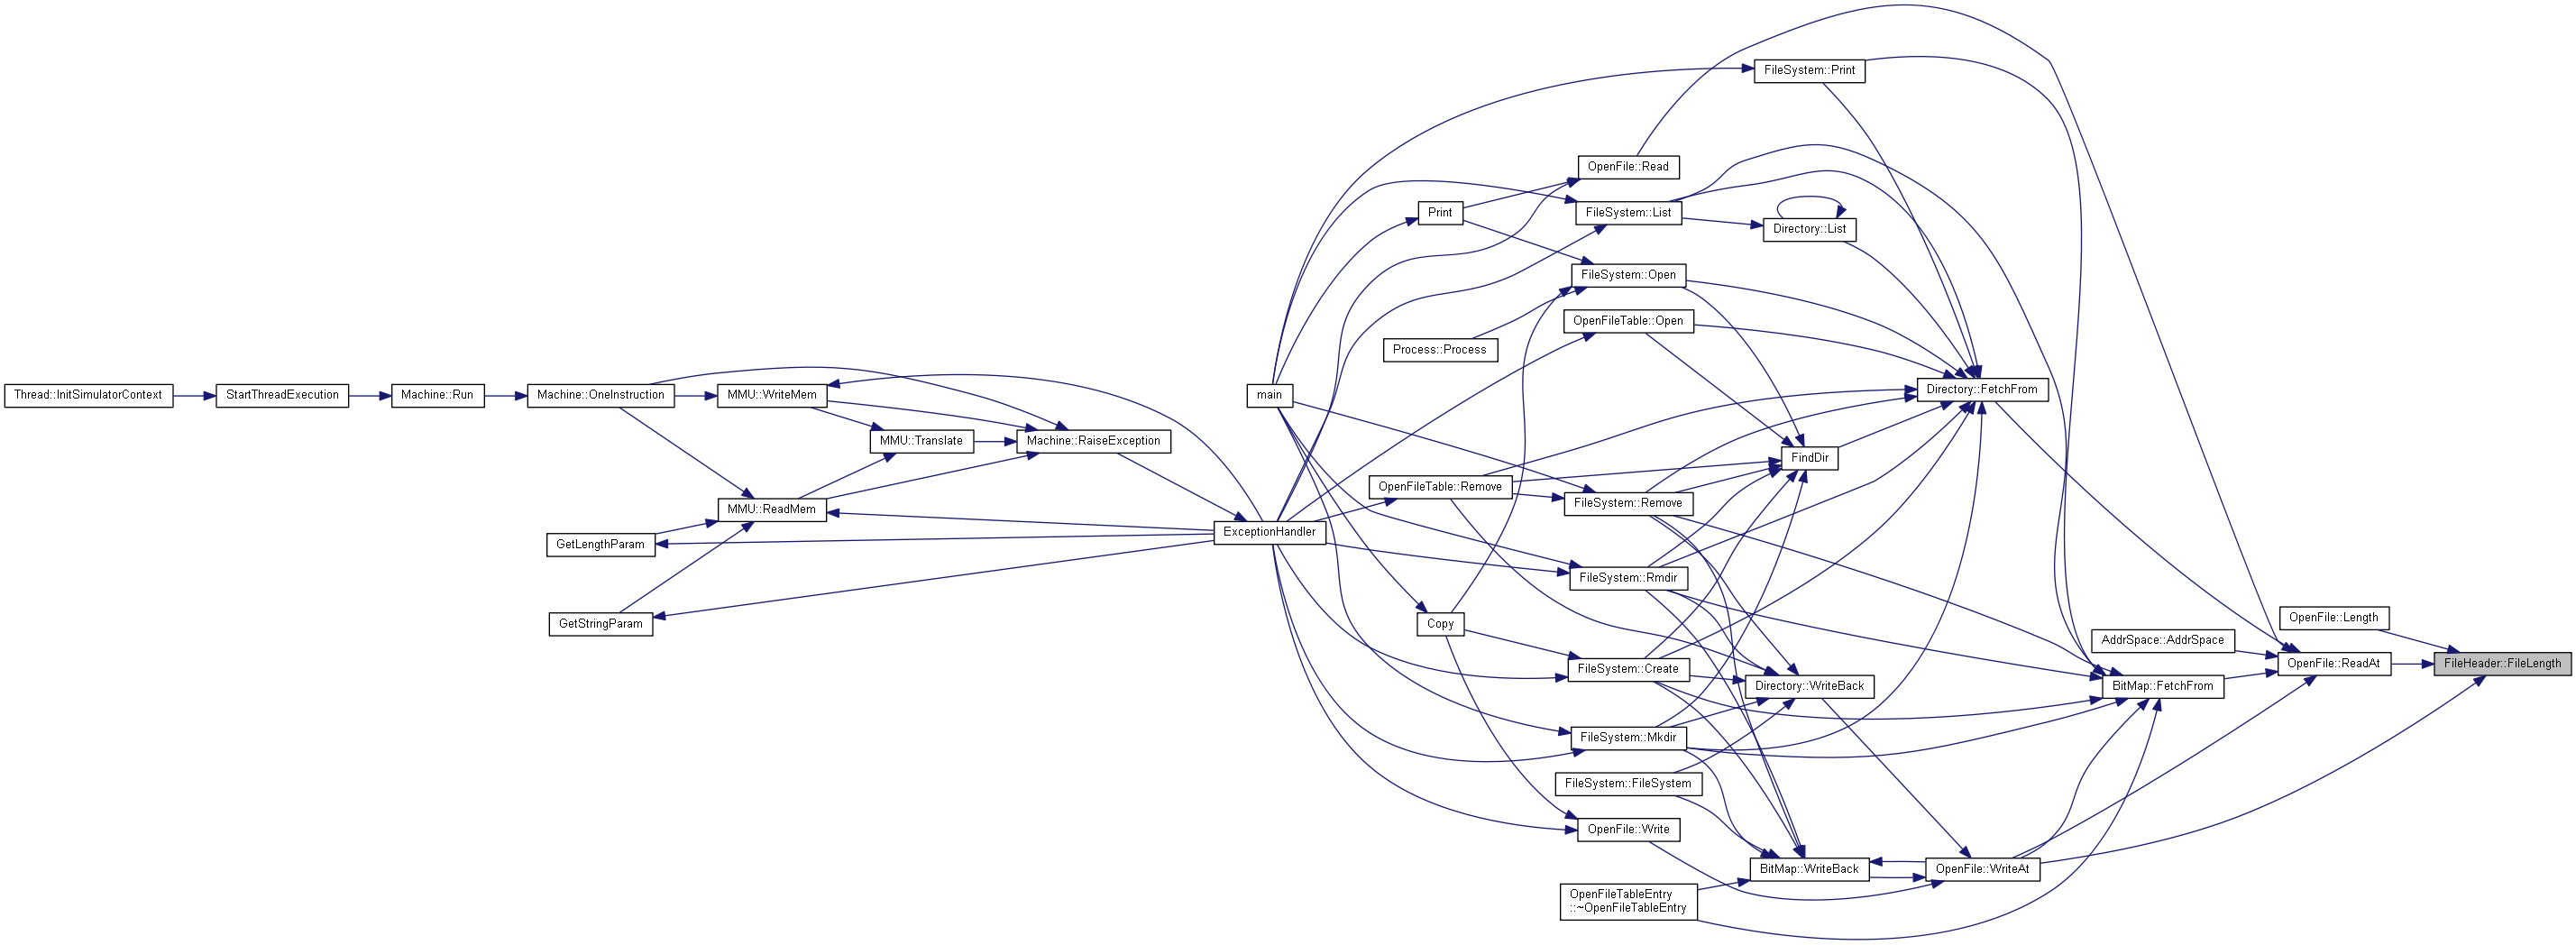 FileSystem::Print
OpenFile::Read
Print
FileSystem::List
Directory::List
FileSystem::Open
OpenFileTable::Open
Process::Process
Thread::InitSimulatorContext
StartThreadExecution
Machine::Run
Machine::OneInstruction
MMU::WriteMem
main
Directory::FetchFrom
MMU::Translate
Machine::RaiseException
FindDir
OpenFileTable::Remove
FileSystem::Remove
MMU::ReadMem
ExceptionHandler
GetLengthParam
FileSystem::Rmdir
GetStringParam
Copy
OpenFile::Length
AddrSpace::AddrSpace
FileSystem::Create
OpenFile::ReadAt
FileHeader::FileLength
Directory::WriteBack
BitMap::FetchFrom
FileSystem::Mkdir
FileSystem::FileSystem
OpenFile::Write
BitMap::WriteBack
OpenFile::WriteAt
OpenFileTableEntry
::~OpenFileTableEntry